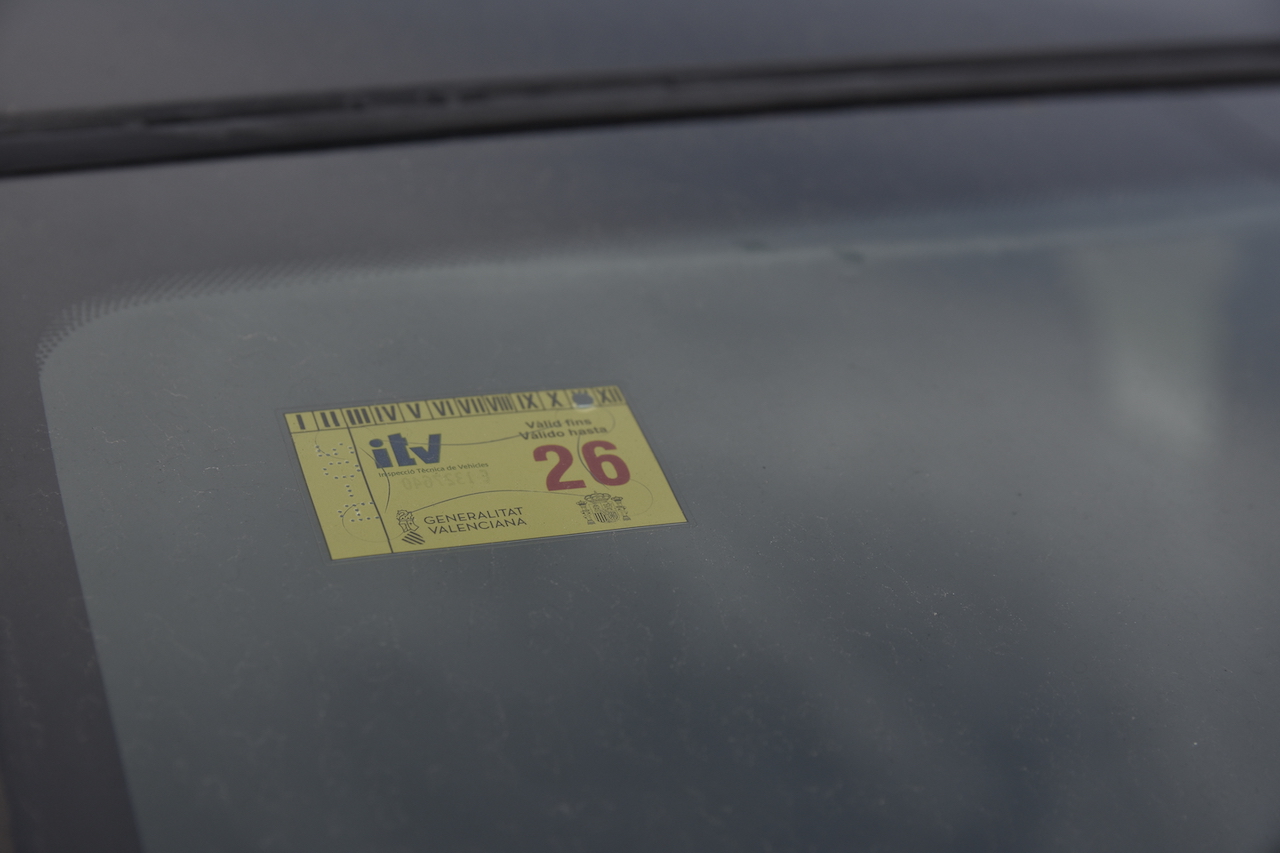 I II III IV V VI VII VIII IX X XII
itv
Vàlid fins
Válido hasta
26
Inspecció Tècnica de Vehicles
GENERALITAT
VALENCIANA